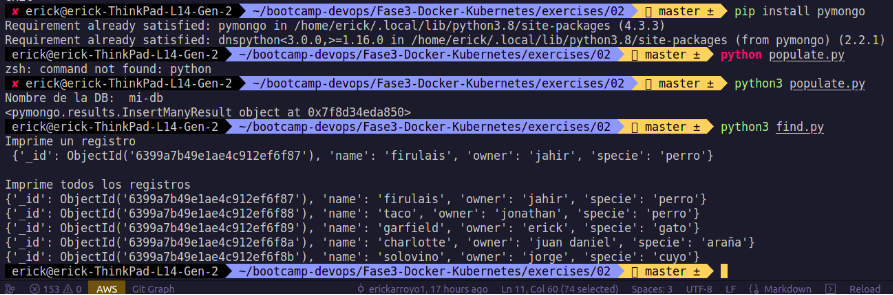 ✘ erick@erick-ThinkPad-L14-Gen-2 ~/bootcamp-devops/Fase3-Docker-Kubernetes/exercises/02 master ± pip install pymongo
Requirement already satisfied: pymongo in /home/erick/.local/lib/python3.8/site-packages (4.3.3)
Requirement already satisfied: dnspython<3.0.0,>=1.16.0 in /home/erick/.local/lib/python3.8/site-packages (from pymongo) (2.2.1)
erick@erick-ThinkPad-L14-Gen-2 ~/bootcamp-devops/Fase3-Docker-Kubernetes/exercises/02 master ± python populate.py
zsh: command not found: python
✘ erick@erick-ThinkPad-L14-Gen-2 ~/bootcamp-devops/Fase3-Docker-Kubernetes/exercises/02 master ± python3 populate.py
Nombre de la DB:  mi-db
<pymongo.results.InsertManyResult object at 0x7f8d34eda850>
erick@erick-ThinkPad-L14-Gen-2 ~/bootcamp-devops/Fase3-Docker-Kubernetes/exercises/02 master ± python3 find.py
Imprime un registro
{'_id': ObjectId('6399a7b49e1ae4c912ef6f87'), 'name': 'firulais', 'owner': 'jahir', 'specie': 'perro'}
Imprime todos los registros
{'_id': ObjectId('6399a7b49e1ae4c912ef6f87'), 'name': 'firulais', 'owner': 'jahir', 'specie': 'perro'}
{'_id': ObjectId('6399a7b49e1ae4c912ef6f88'), 'name': 'taco', 'owner': 'jonathan', 'specie': 'perro'}
{'_id': ObjectId('6399a7b49e1ae4c912ef6f89'), 'name': 'garfield', 'owner': 'erick', 'specie': 'gato'}
{'_id': ObjectId('6399a7b49e1ae4c912ef6f8a'), 'name': 'charlotte', 'owner': 'juan daniel', 'specie': 'araña'}
{'_id': ObjectId('6399a7b49e1ae4c912ef6f8b'), 'name': 'solovino', 'owner': 'jorge', 'specie': 'cuyo'}
erick@erick-ThinkPad-L14-Gen-2 ~/bootcamp-devops/Fase3-Docker-Kubernetes/exercises/02 master ±
153 0 AWS Git Graph erickarroyo1, 17 hours ago Ln 11, Col 60 (74 selected) Spaces: 3 UTF-8 LF Markdown Reload